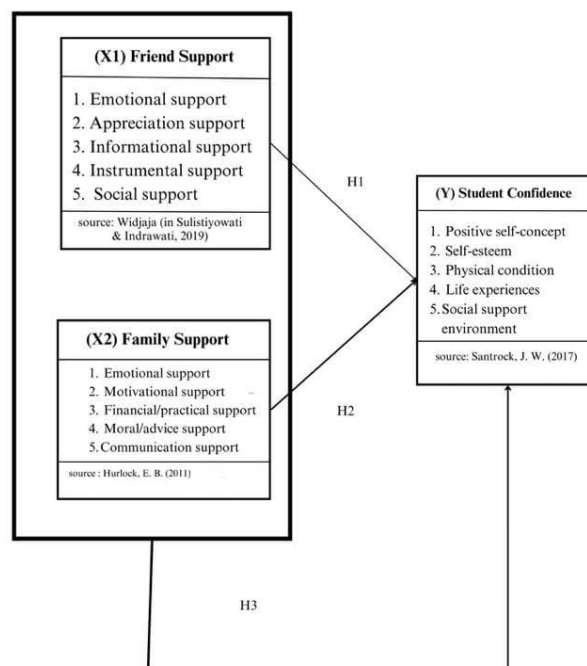 (X1) Friend Support
1. Emotional support
2. Appreciation support
3. Informational support
4. Instrumental support
5. Social support
source: Widjaja (in Sulistiyowati
& Indrawati, 2019)
H1
(Y) Student Confidence
1. Positive self-concept
2. Self-esteem
3. Physical condition
4. Life experiences
5. Social support
environment
source: Santrock, J. W. (2017)
(X2) Family Support
1. Emotional support
2. Motivational support
3. Financial/practical support
4. Moral/advice support
5. Communication support
source : Hurlock, E. B. (2011)
H2
H3